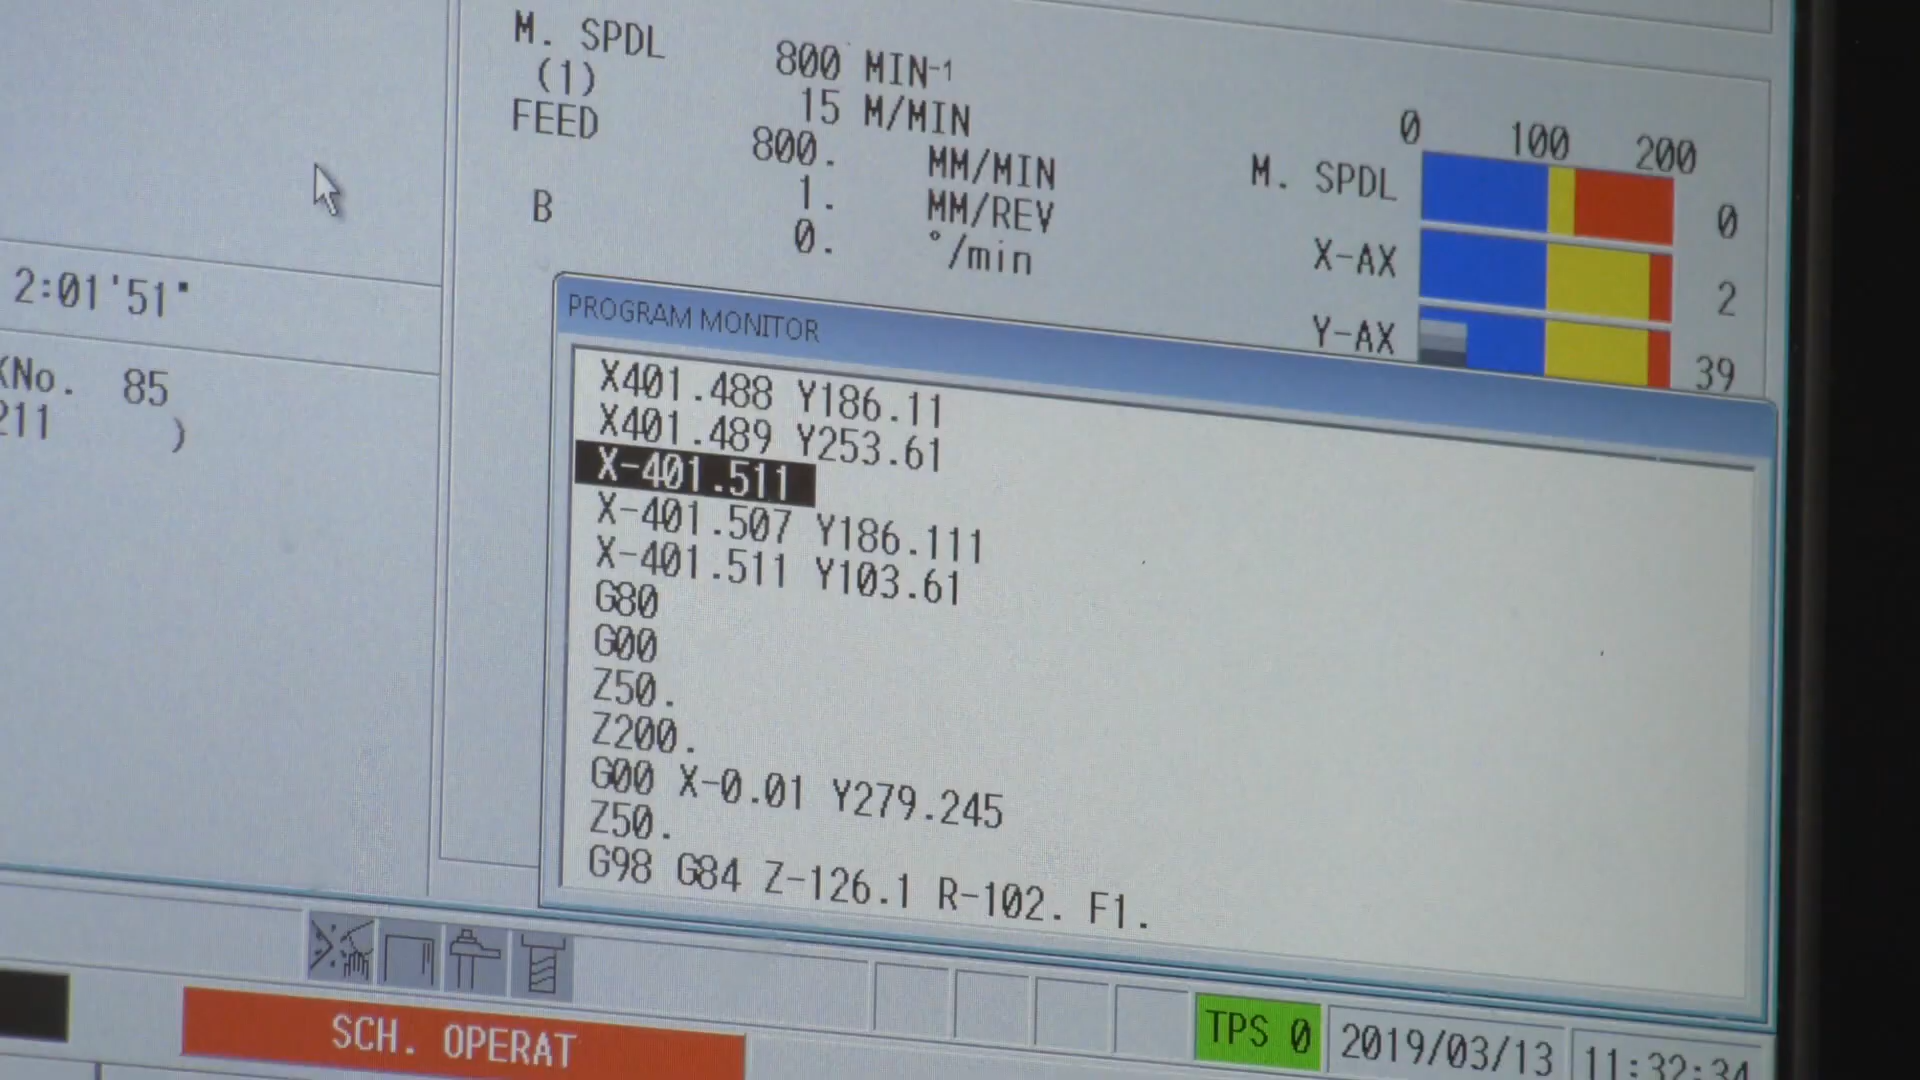 M. SPDL 800 MIN-1
(1) 15 M/MIN
FEED 800. MM/MIN
1. MM/REV
B 0. °/min
0 100 200
M. SPDL 0
X-AX 2
Y-AX 39
2:01'51"
No. 85
211 )
PROGRAM MONITOR
X401.488 Y186.11
X401.489 Y253.61
X-401.511
X-401.507 Y186.111
X-401.511 Y103.61
G80
G00
Z50.
Z200.
G00 X-0.01 Y279.245
Z50.
G98 G84 Z-126.1 R-102. F1.
SCH. OPERAT
TPS 0
2019/03/13
11:32:34